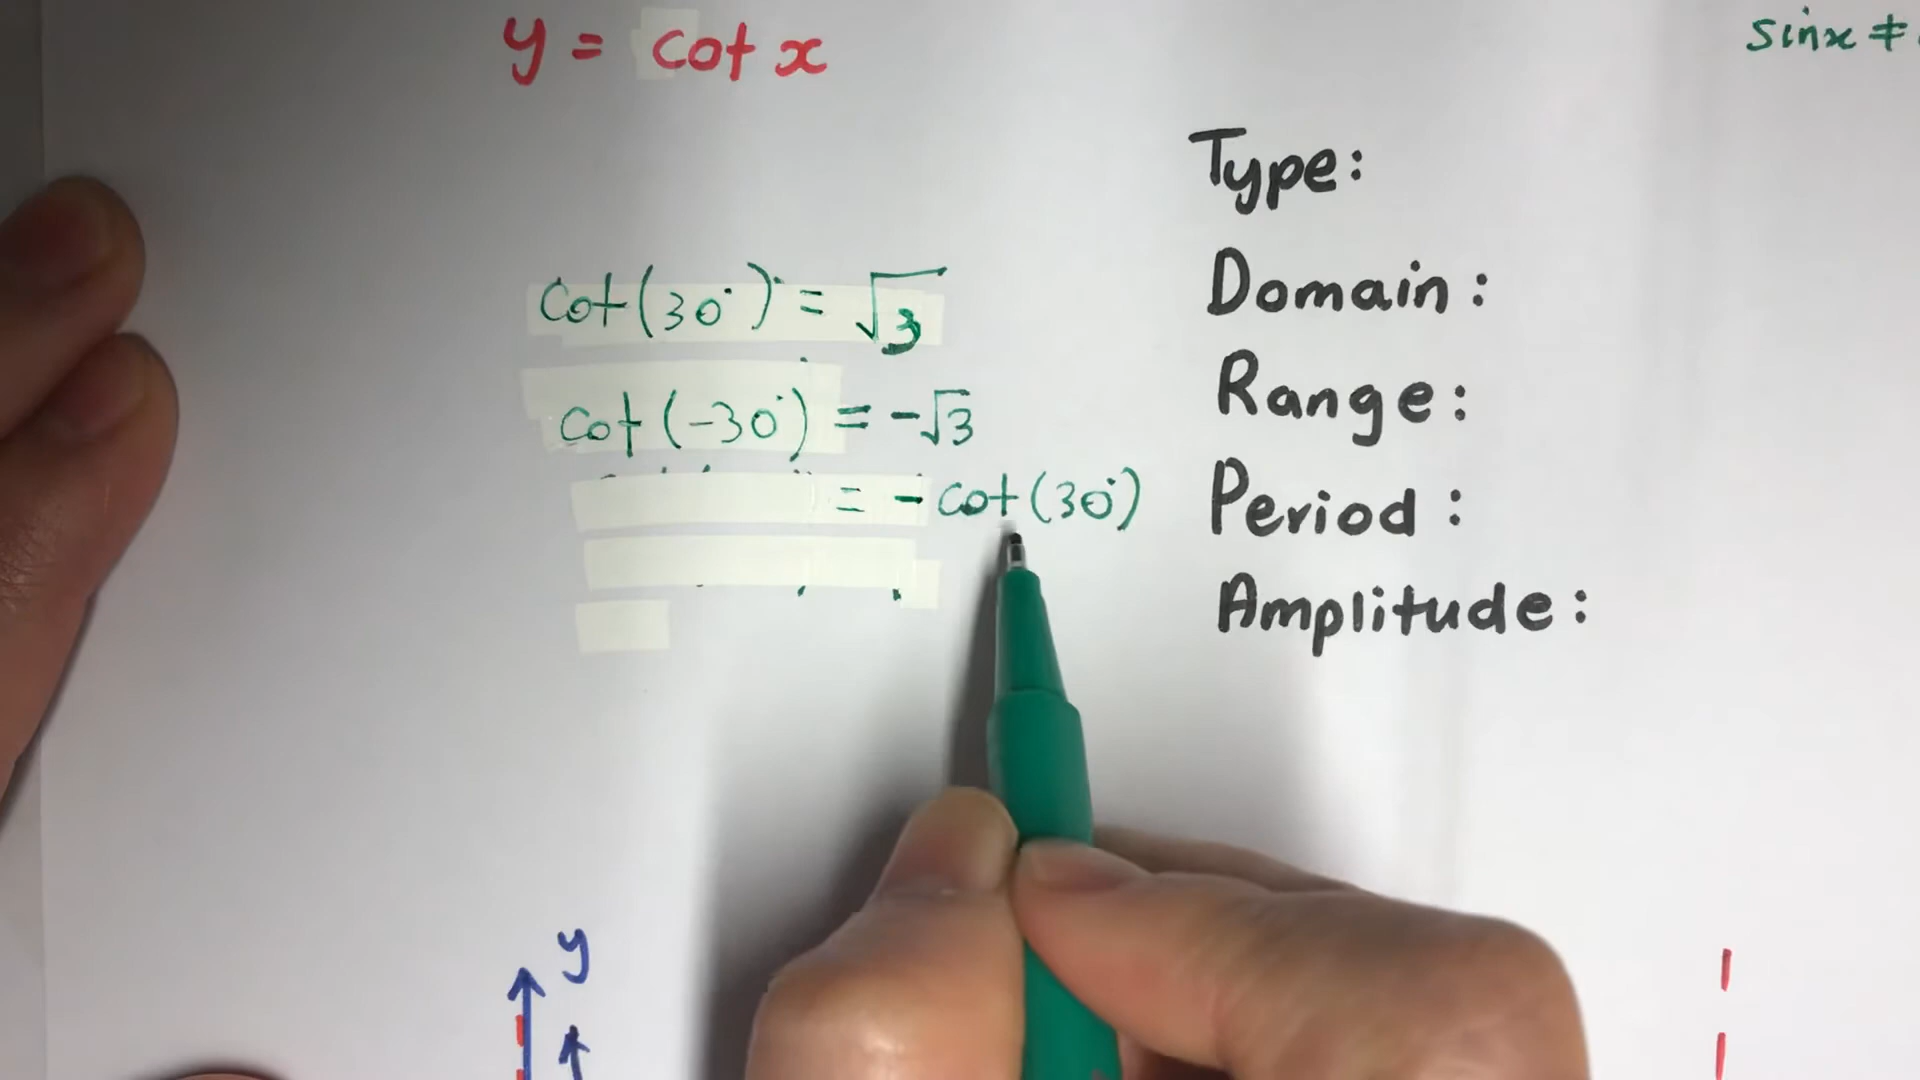 y = cot x
sinx ≠
cot(30°) = √3
cot(-30°) = -√3
= -cot(30°)
Type:
Domain:
Range:
Period:
Amplitude:
y